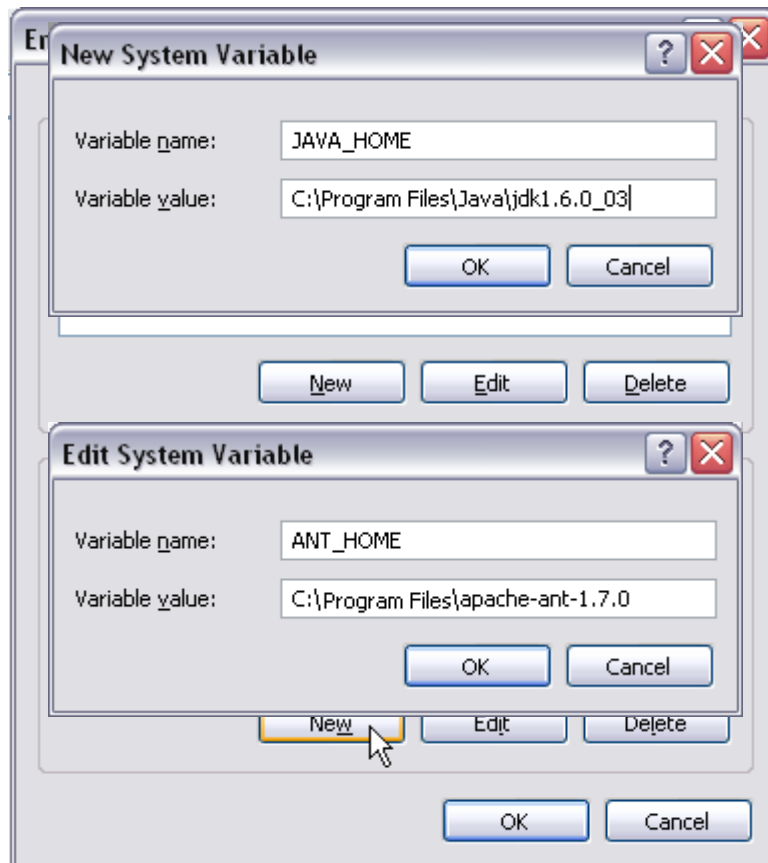 En
New System Variable
Variable name: JAVA_HOME
Variable value: C:\Program Files\Java\jdk1.6.0_03
OK Cancel
New Edit Delete
Edit System Variable
Variable name: ANT_HOME
Variable value: C:\Program Files\apache-ant-1.7.0
OK Cancel
New Edit Delete
OK Cancel